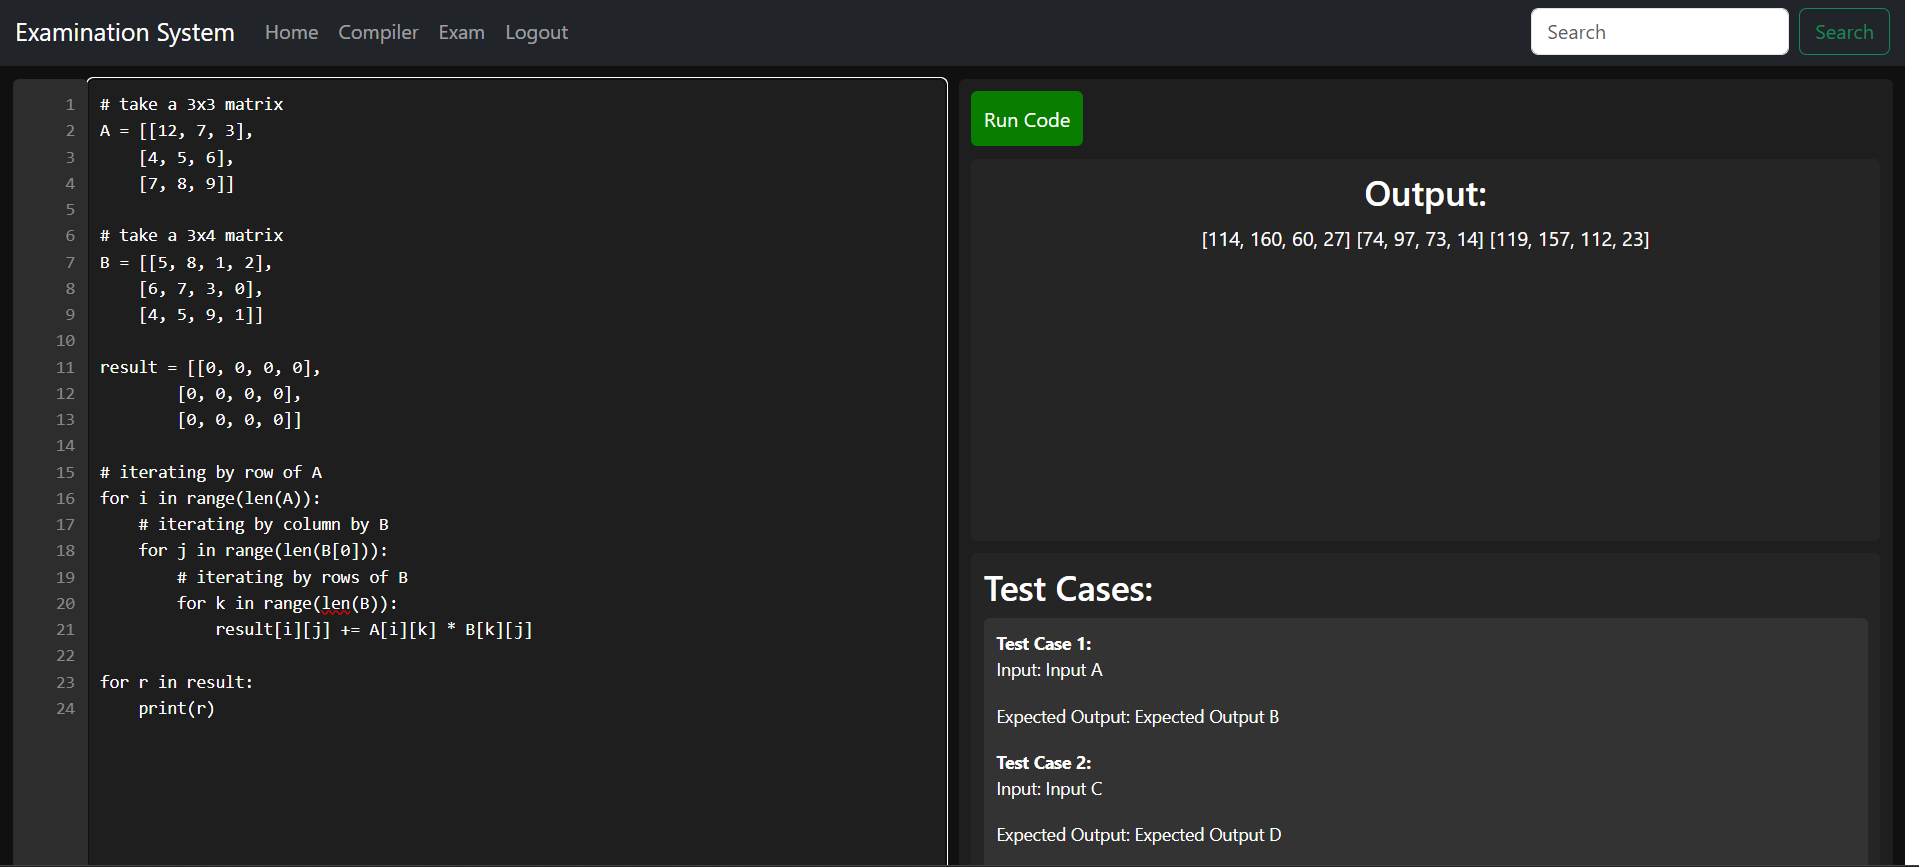 Examination System Home Compiler Exam Logout Search Search
1 # take a 3x3 matrix
2 A = [[12, 7, 3],
3     [4, 5, 6],
4     [7, 8, 9]]
5
6 # take a 3x4 matrix
7 B = [[5, 8, 1, 2],
8     [6, 7, 3, 0],
9     [4, 5, 9, 1]]
10
11 result = [[0, 0, 0, 0],
12         [0, 0, 0, 0],
13         [0, 0, 0, 0]]
14
15 # iterating by row of A
16 for i in range(len(A)):
17     # iterating by column by B
18     for j in range(len(B[0])):
19         # iterating by rows of B
20         for k in range(len(B)):
21             result[i][j] += A[i][k] * B[k][j]
22
23 for r in result:
24     print(r)
Run Code
Output:
[114, 160, 60, 27] [74, 97, 73, 14] [119, 157, 112, 23]
Test Cases:
Test Case 1:
Input: Input A
Expected Output: Expected Output B
Test Case 2:
Input: Input C
Expected Output: Expected Output D